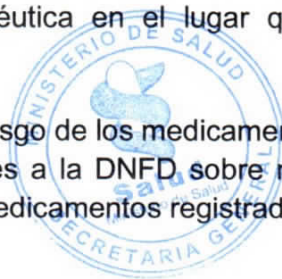 éutica en el lugar q
MINISTERIO DE SALUD
sgo de los medicamen
es a la DNFD sobre r
Salud
edicamentos registrad
SECRETARIA GENERAL